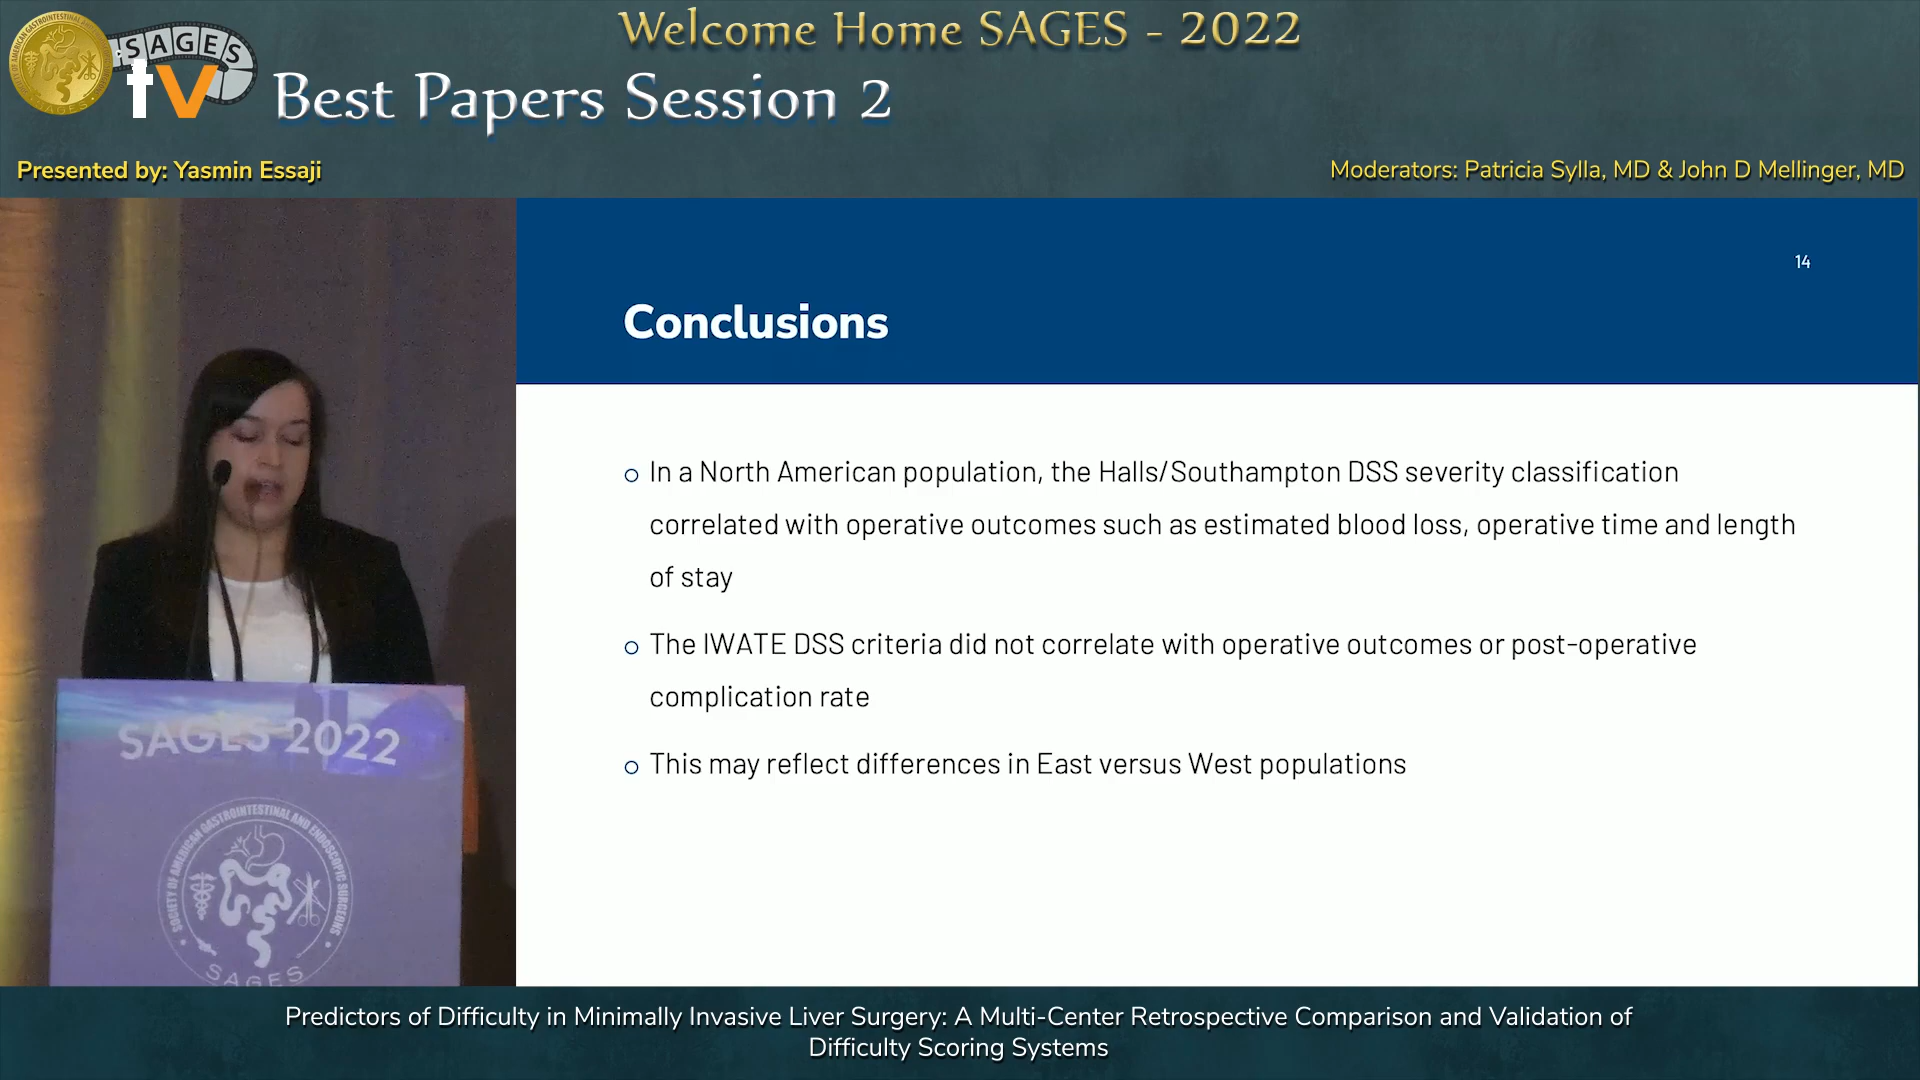 Welcome Home SAGES - 2022
SAGES
tv
Best Papers Session 2
Presented by: Yasmin Essaji
Moderators: Patricia Sylla, MD & John D Mellinger, MD
14
Conclusions
In a North American population, the Halls/Southampton DSS severity classification
correlated with operative outcomes such as estimated blood loss, operative time and length
of stay
The IWATE DSS criteria did not correlate with operative outcomes or post-operative
complication rate
This may reflect differences in East versus West populations
SAGES 2022
SOCIETY OF AMERICAN GASTROINTESTINAL AND ENDOSCOPIC SURGEONS
SAGES
Predictors of Difficulty in Minimally Invasive Liver Surgery: A Multi-Center Retrospective Comparison and Validation of
Difficulty Scoring Systems